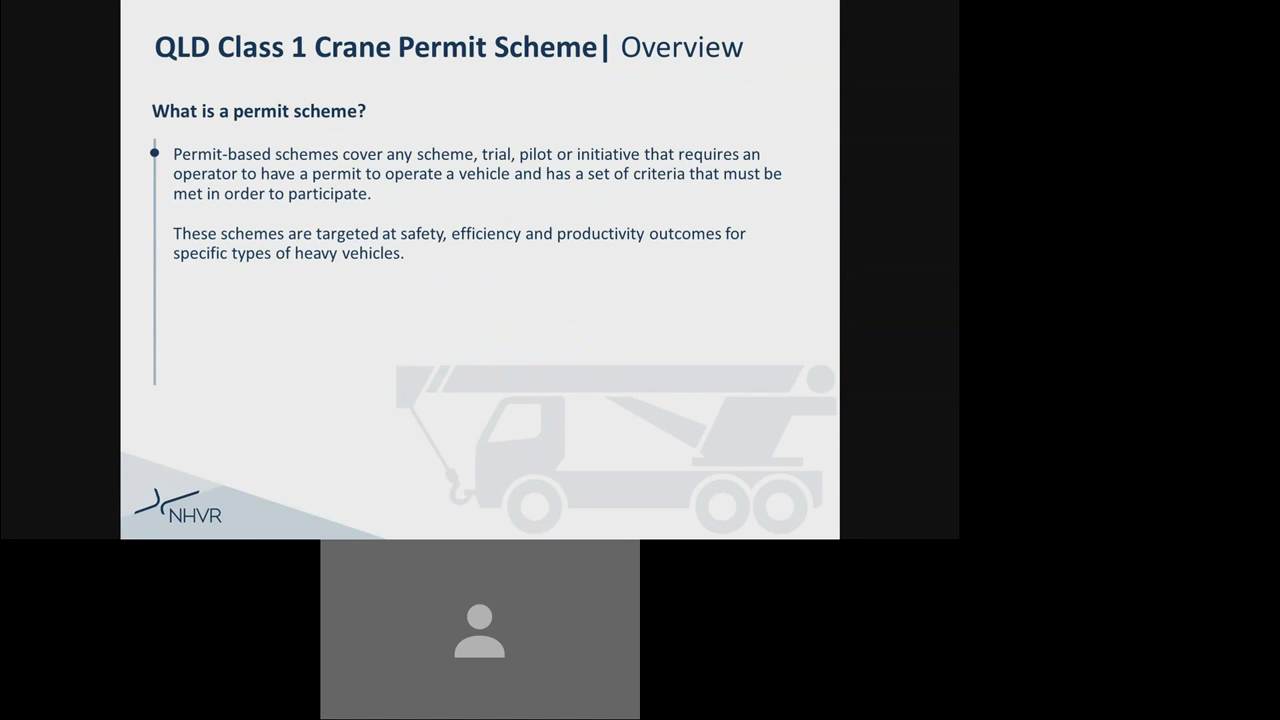 QLD Class 1 Crane Permit Scheme| Overview
What is a permit scheme?
Permit-based schemes cover any scheme, trial, pilot or initiative that requires an
operator to have a permit to operate a vehicle and has a set of criteria that must be
met in order to participate.
These schemes are targeted at safety, efficiency and productivity outcomes for
specific types of heavy vehicles.
NHVR